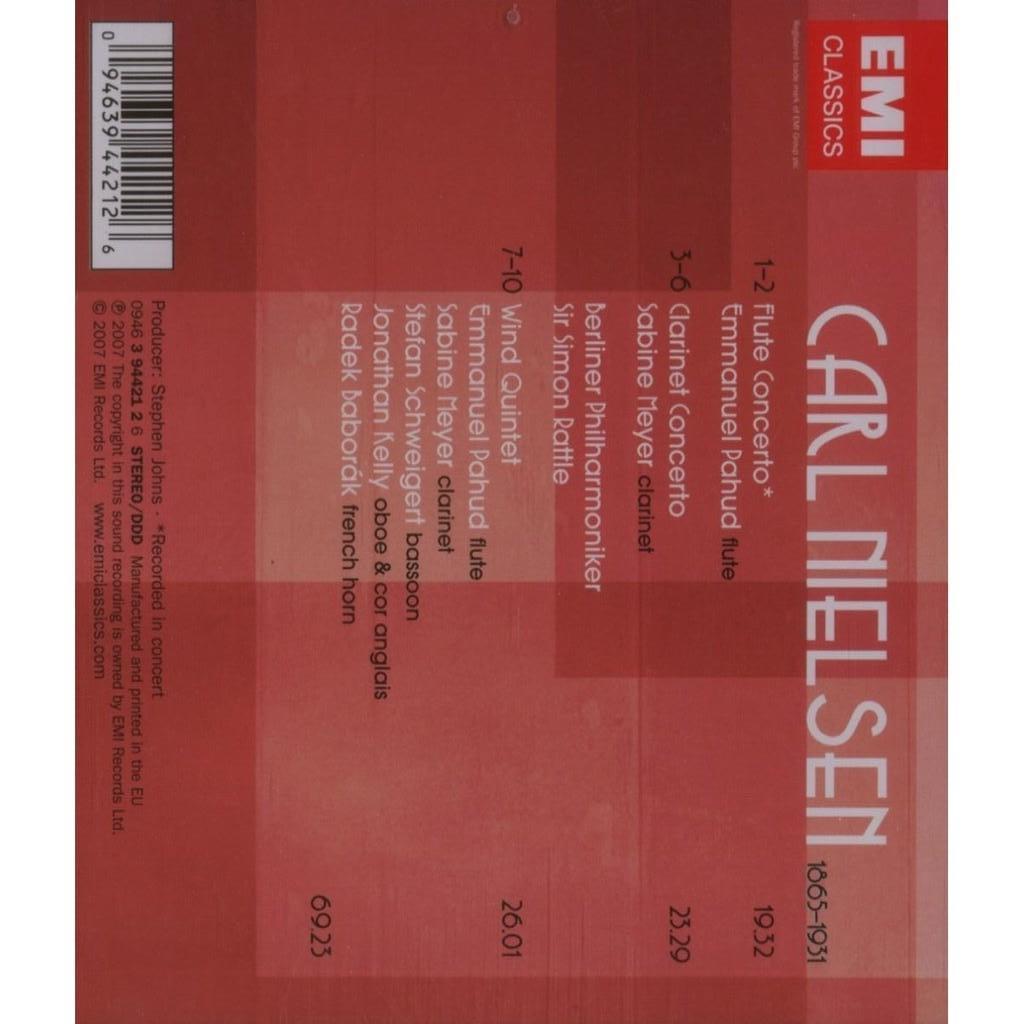 EMI
CLASSICS
Registered trade mark of EMI Group plc
CARL NIELSEN 1865–1931
1–2 Flute Concerto* 19.32
Emmanuel Pahud flute
3–6 Clarinet Concerto 23.29
Sabine Meyer clarinet
Berliner Philharmoniker
Sir Simon Rattle
7–10 Wind Quintet 26.01
Emmanuel Pahud flute
Sabine Meyer clarinet
Stefan Schweigert bassoon
Jonathan Kelly oboe & cor anglais
Radek Baborák french horn
69.23
Producer: Stephen Johns · *Recorded in concert
0946 3 94421 2 6 STEREO/DDD Manufactured and printed in the EU
℗ 2007 The copyright in this sound recording is owned by EMI Records Ltd.
© 2007 EMI Records Ltd. www.emiclassics.com
0 94639 44212 6